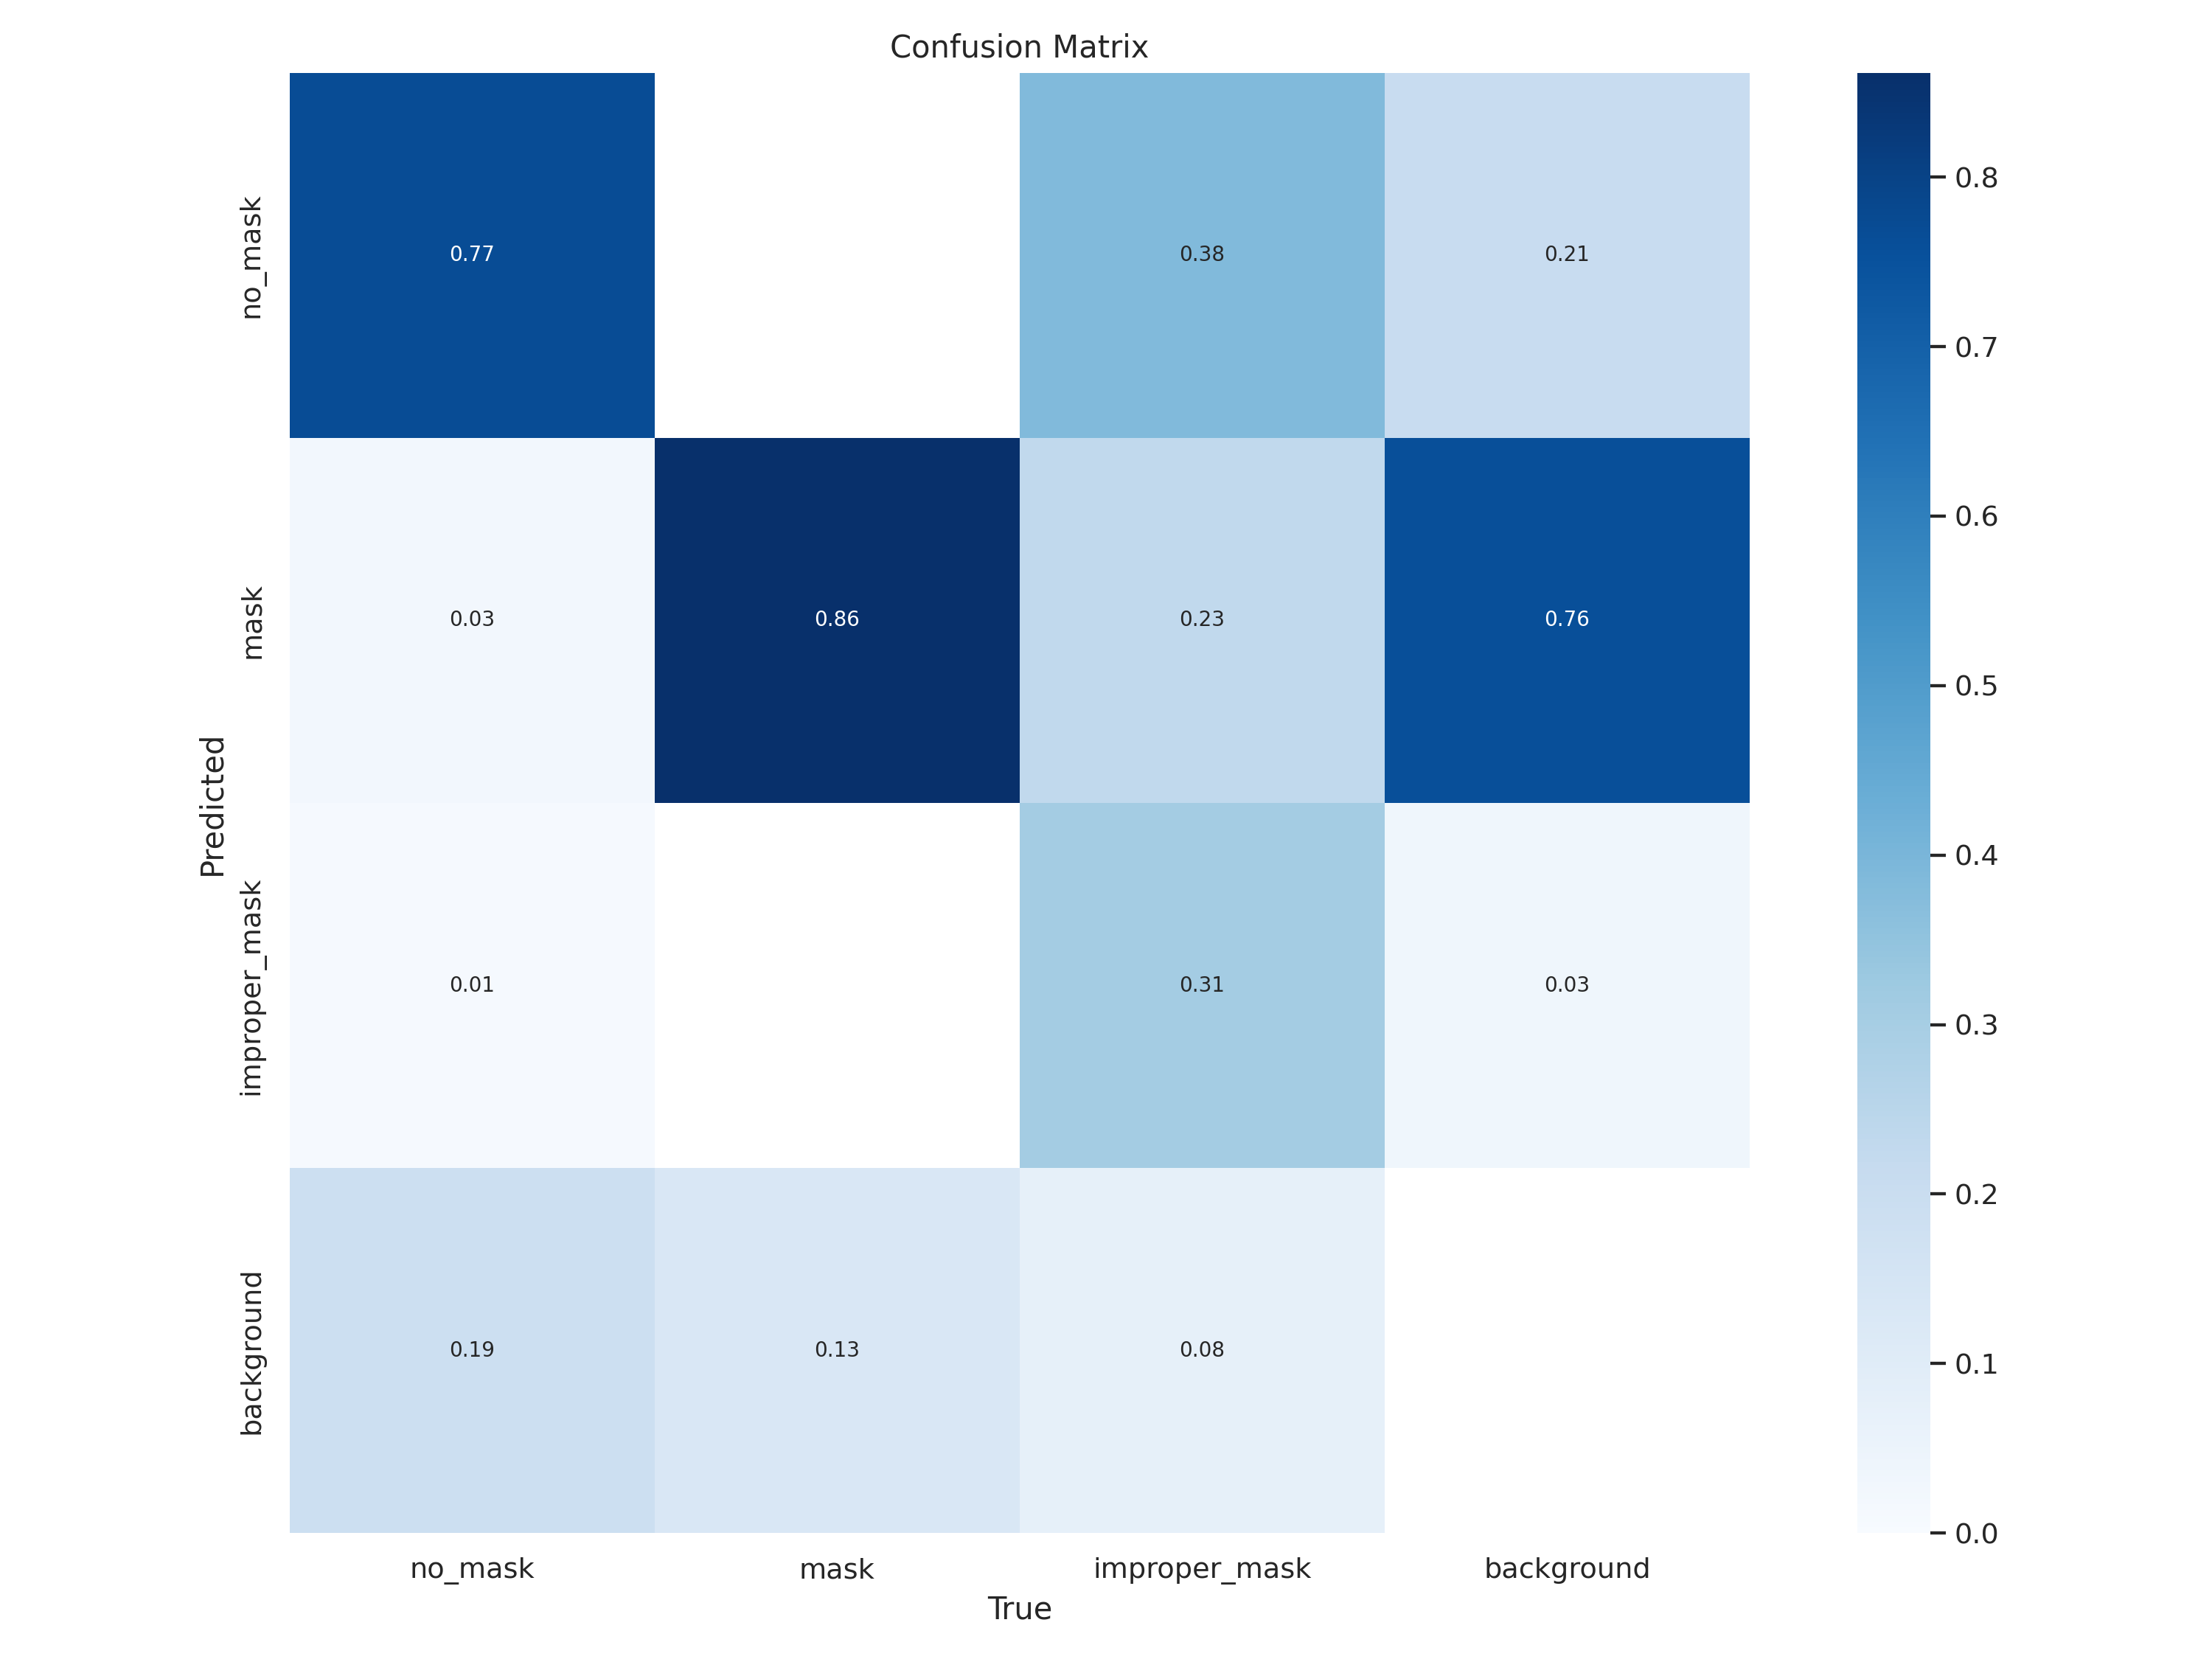 Confusion Matrix
no_mask
0.77
0.38
0.21
mask
0.03
0.86
0.23
0.76
improper_mask
0.01
0.31
0.03
background
0.19
0.13
0.08
Predicted
no_mask
mask
improper_mask
background
True
0.8
0.7
0.6
0.5
0.4
0.3
0.2
0.1
0.0